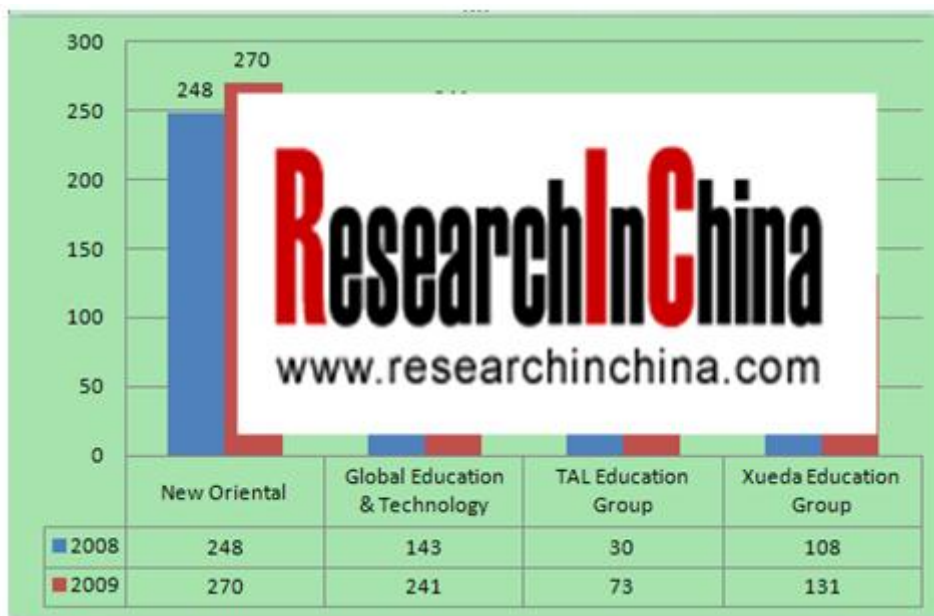 300
250
200
150
100
50
0
248
270
ResearchInChina
www.researchinchina.com
New Oriental
Global Education
& Technology
TAL Education
Group
Xueda Education
Group
2008 248 143 30 108
2009 270 241 73 131